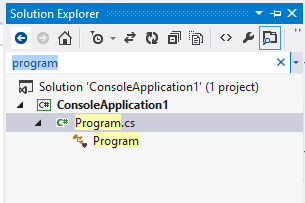 Solution Explorer
program
Solution 'ConsoleApplication1' (1 project)
C# ConsoleApplication1
C# Program.cs
Program